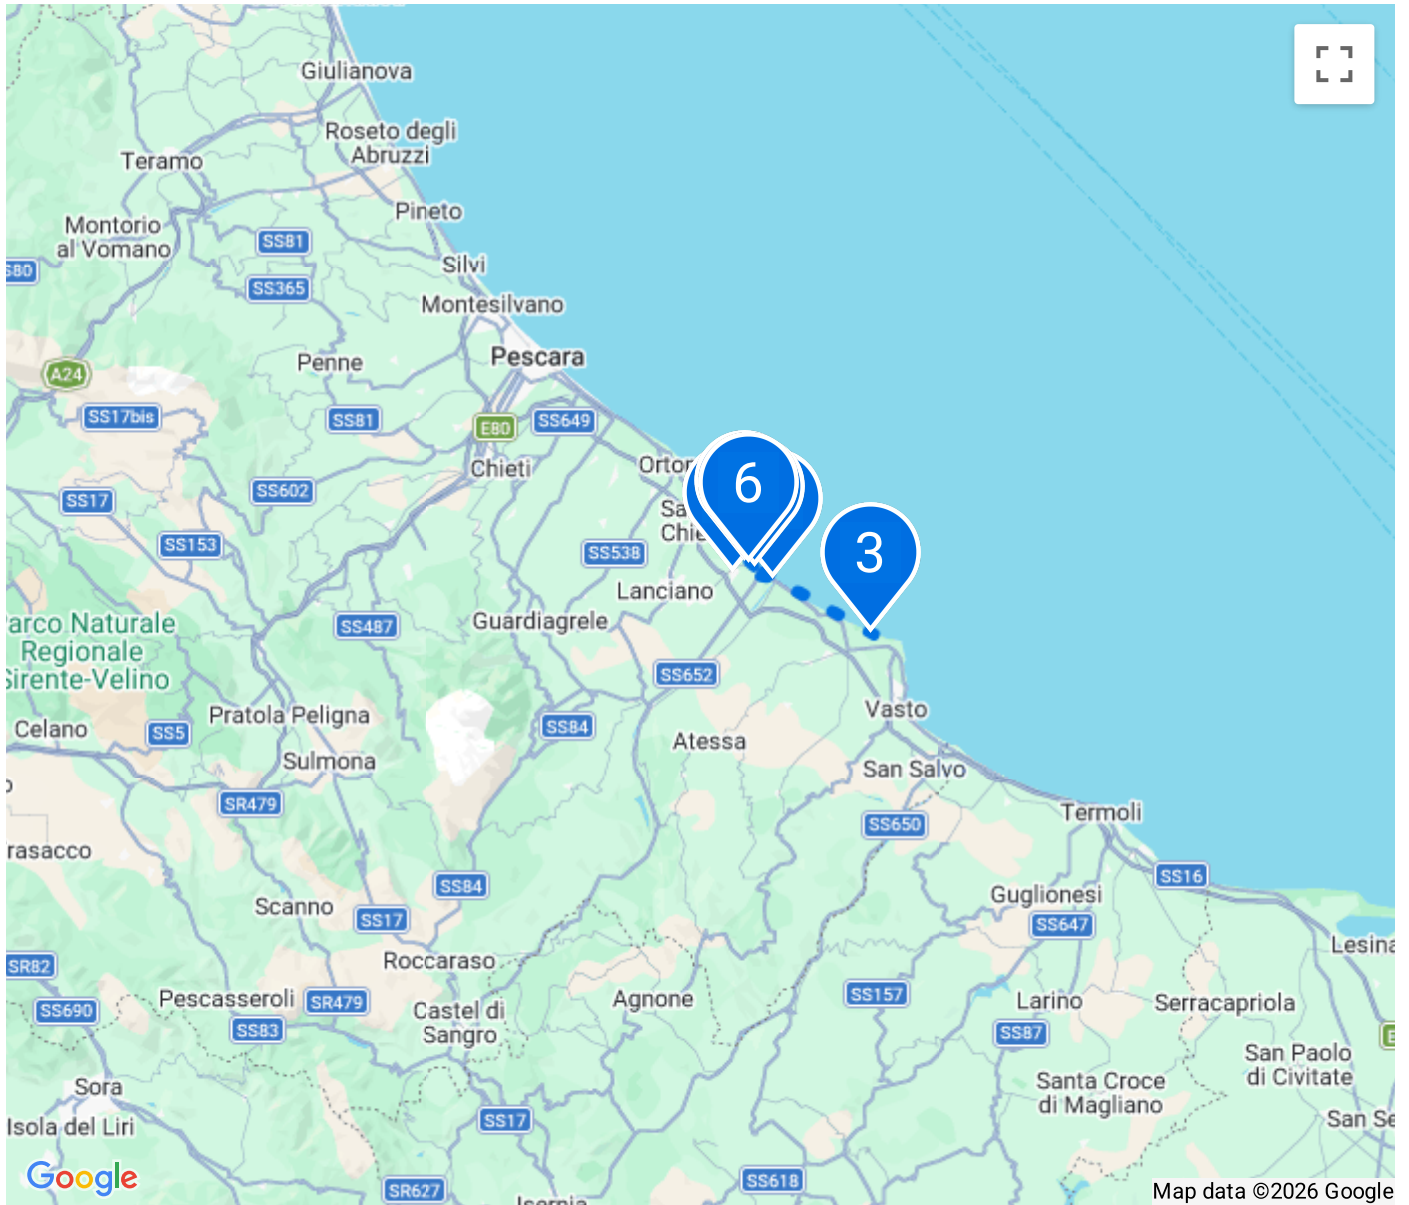 Giulianova
Roseto degli
Abruzzi
Teramo
Pineto
Montorio
al Vomano
SS81
Silvi
SS80
SS365
Montesilvano
Pescara
Penne
A24
SS17bis
SS81
SS649
E80
Chieti
6
SS602
SS17
3
SS153
SS538
Lanciano
Guardiagrele
SS487
arco Naturale
Regionale
Sirente-Velino
SS652
Vasto
Pratola Peligna
Celano
SS5
SS84
Atessa
Sulmona
San Salvo
SR479
Termoli
SS650
rasacco
SS16
SS84
Guglionesi
Scanno
SS17
SS647
Lesina
Roccaraso
SR82
SS157
Pescasseroli
SR479
Agnone
Larino
Serracapriola
SS690
SS83
Castel di
Sangro
SS87
San Paolo
di Civitate
Sora
Santa Croce
di Magliano
SS17
Isola del Liri
San Se
Google
SR627
SS618
Map data ©2026 Google